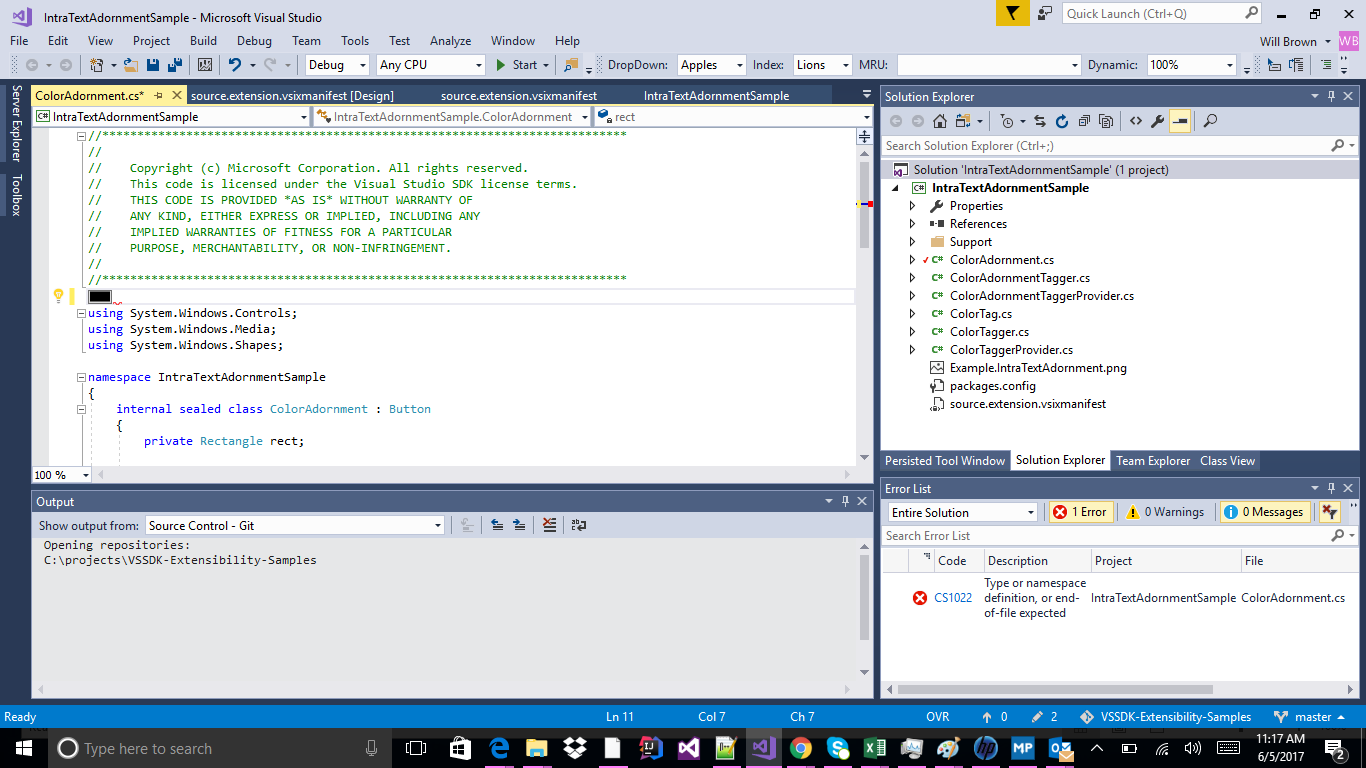 IntraTextAdornmentSample - Microsoft Visual Studio
Quick Launch (Ctrl+Q)
File Edit View Project Build Debug Team Tools Test Analyze Window Help
Will Brown WB
Debug Any CPU Start DropDown: Apples Index: Lions MRU: Dynamic: 100%
Server Explorer
Toolbox
ColorAdornment.cs* source.extension.vsixmanifest [Design] source.extension.vsixmanifest IntraTextAdornmentSample
C# IntraTextAdornmentSample IntraTextAdornmentSample.ColorAdornment rect
//***************************************************************************
//
// Copyright (c) Microsoft Corporation. All rights reserved.
// This code is licensed under the Visual Studio SDK license terms.
// THIS CODE IS PROVIDED *AS IS* WITHOUT WARRANTY OF
// ANY KIND, EITHER EXPRESS OR IMPLIED, INCLUDING ANY
// IMPLIED WARRANTIES OF FITNESS FOR A PARTICULAR
// PURPOSE, MERCHANTABILITY, OR NON-INFRINGEMENT.
//
//***************************************************************************
using System.Windows.Controls;
using System.Windows.Media;
using System.Windows.Shapes;
namespace IntraTextAdornmentSample
{
internal sealed class ColorAdornment : Button
{
private Rectangle rect;
100 %
Output
Show output from: Source Control - Git
Opening repositories:
C:\projects\VSSDK-Extensibility-Samples
Solution Explorer
Search Solution Explorer (Ctrl+;)
Solution 'IntraTextAdornmentSample' (1 project)
C# IntraTextAdornmentSample
Properties
References
Support
C# ColorAdornment.cs
C# ColorAdornmentTagger.cs
C# ColorAdornmentTaggerProvider.cs
C# ColorTag.cs
C# ColorTagger.cs
C# ColorTaggerProvider.cs
Example.IntraTextAdornment.png
packages.config
source.extension.vsixmanifest
Persisted Tool Window Solution Explorer Team Explorer Class View
Error List
Entire Solution 1 Error 0 Warnings 0 Messages
Search Error List
Code Description Project File
CS1022 Type or namespace definition, or end-of-file expected IntraTextAdornmentSample ColorAdornment.cs
Ready Ln 11 Col 7 Ch 7 OVR 0 2 VSSDK-Extensibility-Samples master
Type here to search
MP
11:17 AM
6/5/2017
2